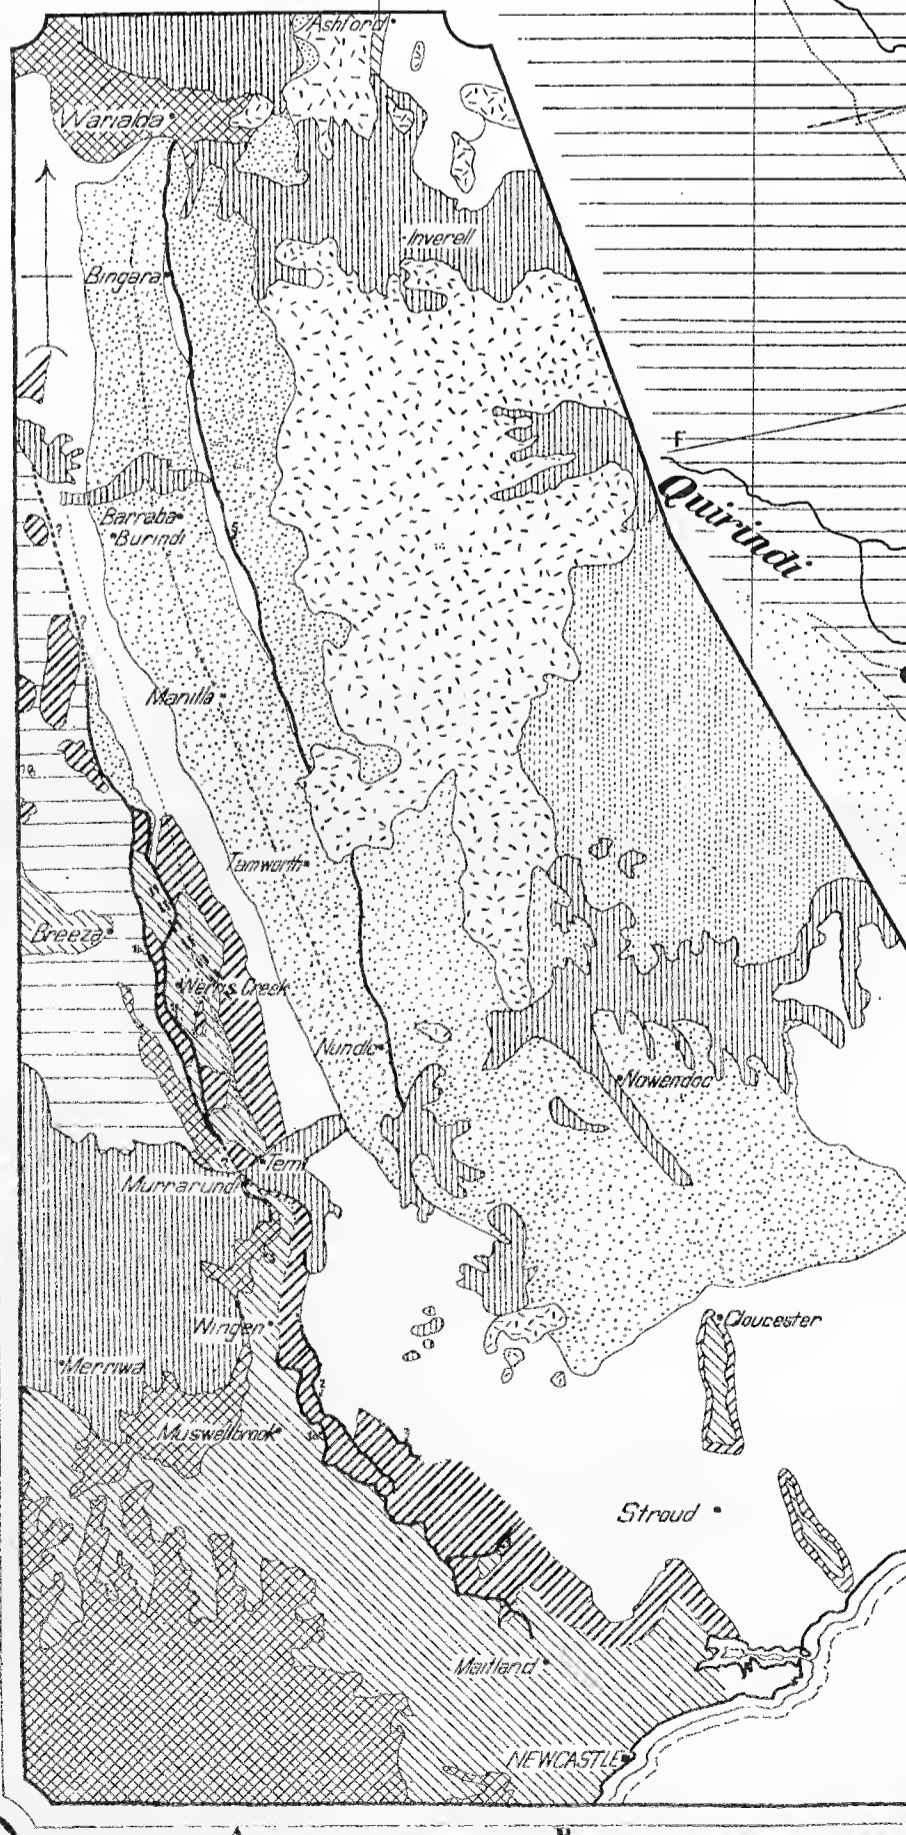 Ashford
Warialda
Inverell
Bingara
F
Quirindi
Barraba
Burindi
Manilla
Tamworth
Breeza
Werris Creek
Nundle
Nowendoc
Temi
Murrurundi
Gloucester
Wingen
Merriwa
Muswellbrook
Stroud
Maitland
NEWCASTLE